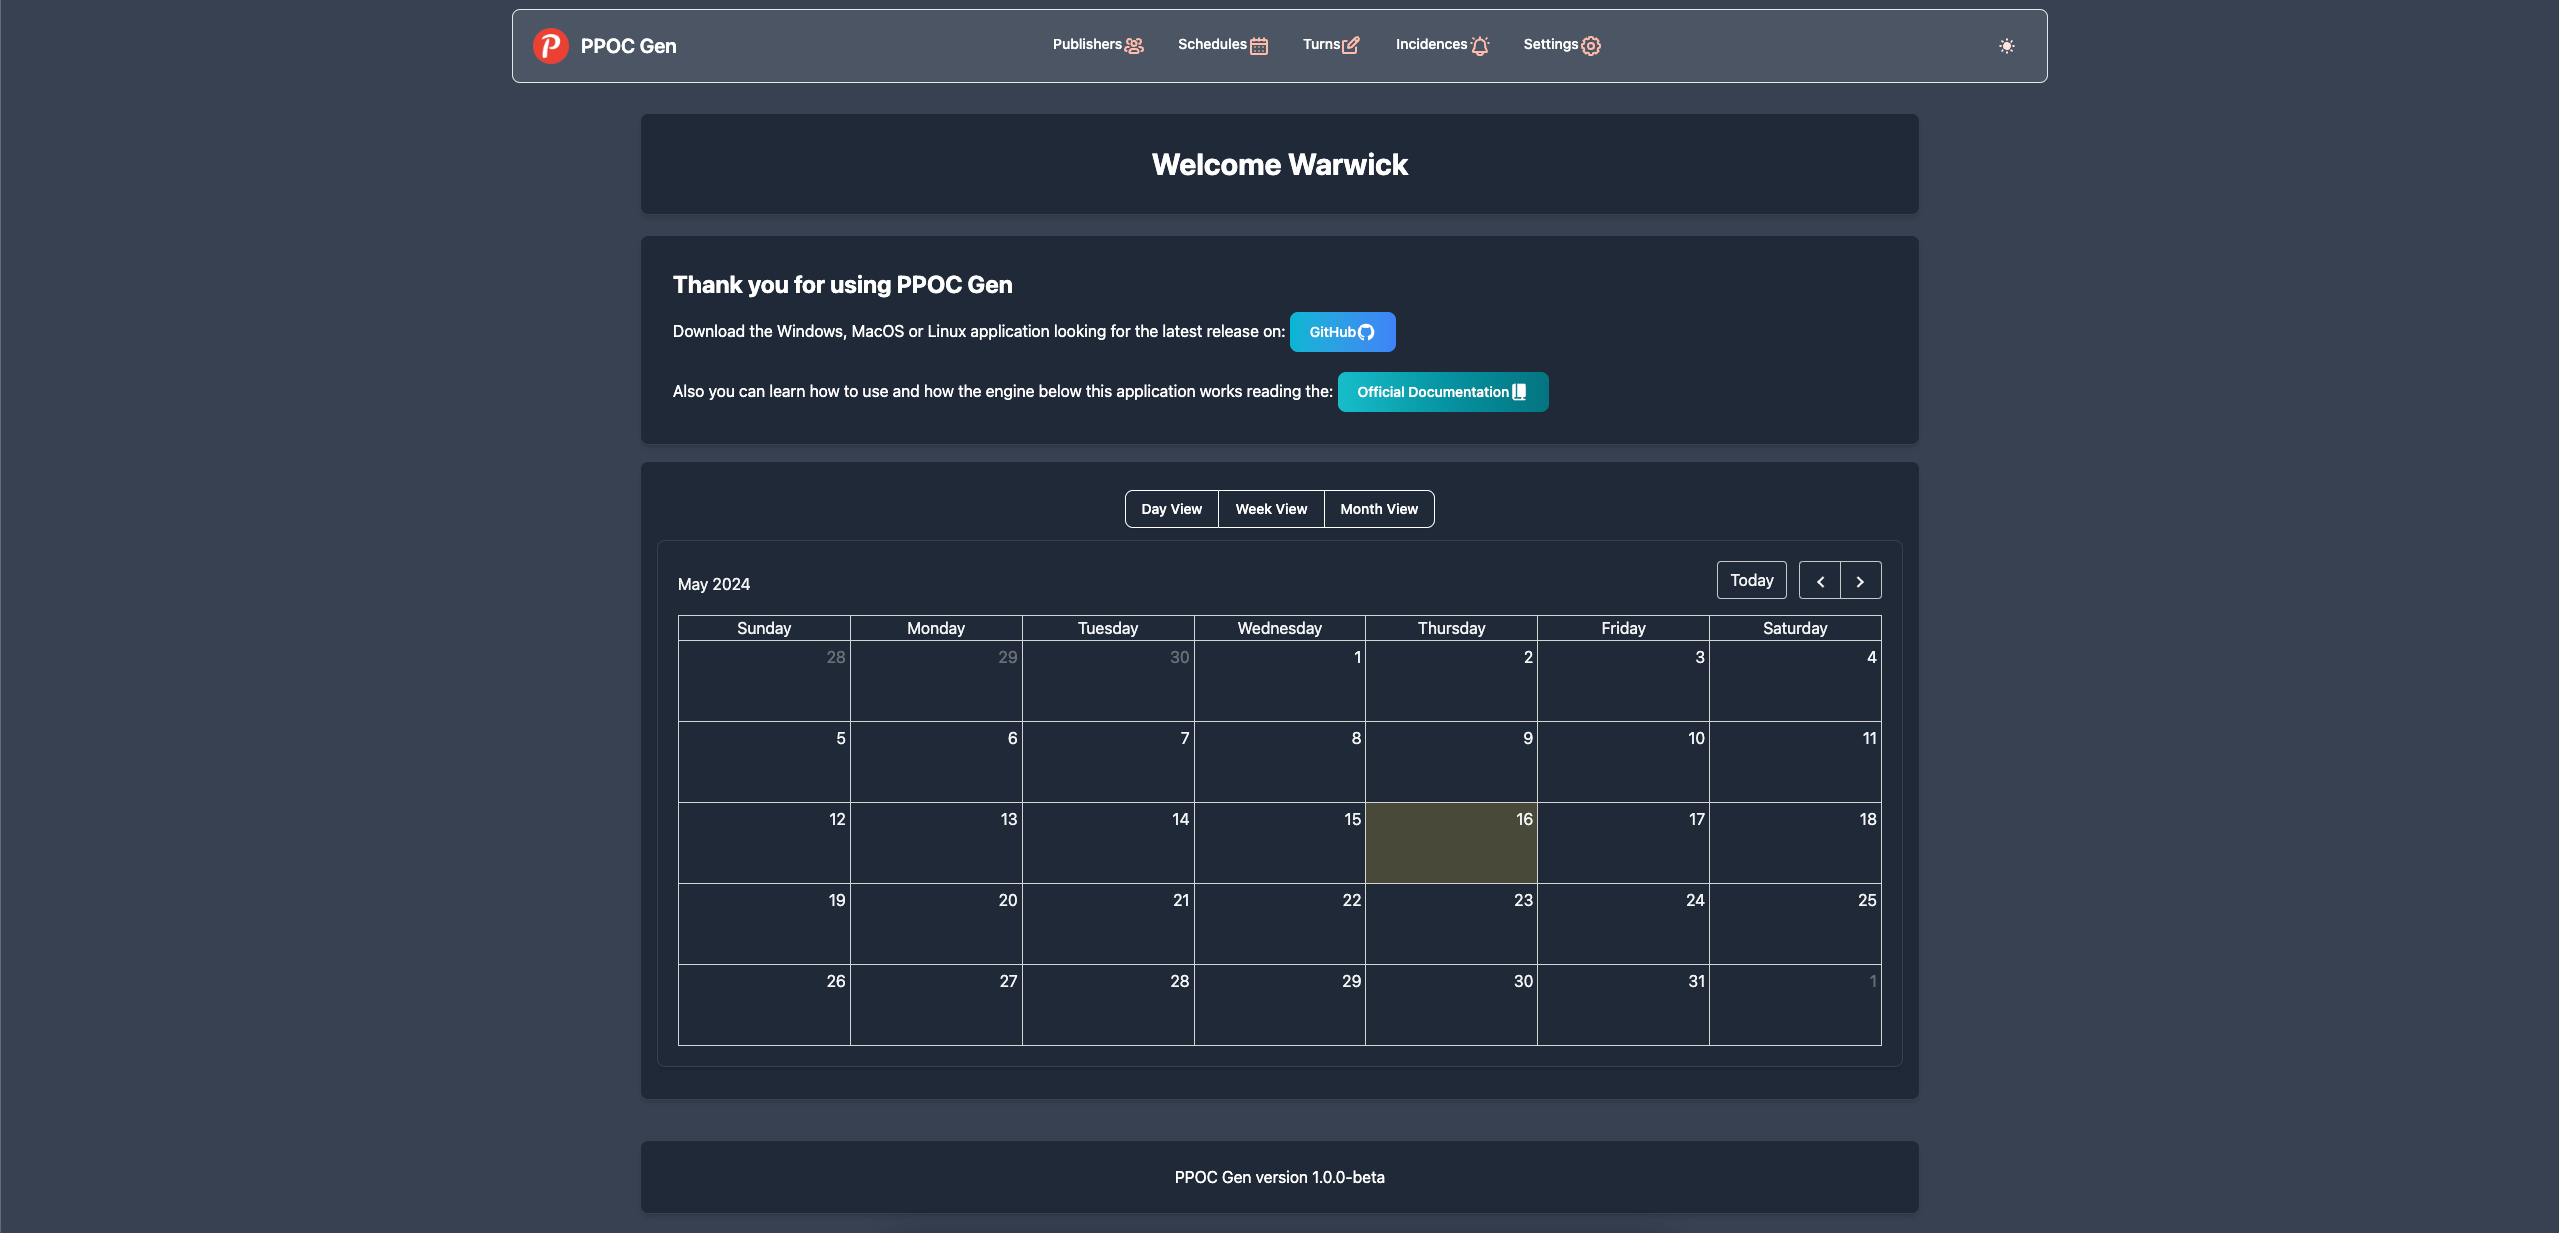 PPOC Gen
Publishers Schedules Turns Incidences Settings
Welcome Warwick
Thank you for using PPOC Gen
Download the Windows, MacOS or Linux application looking for the latest release on: GitHub
Also you can learn how to use and how the engine below this application works reading the: Official Documentation
Day View Week View Month View
May 2024 Today
Sunday Monday Tuesday Wednesday Thursday Friday Saturday
28 29 30 1 2 3 4
5 6 7 8 9 10 11
12 13 14 15 16 17 18
19 20 21 22 23 24 25
26 27 28 29 30 31 1
PPOC Gen version 1.0.0-beta